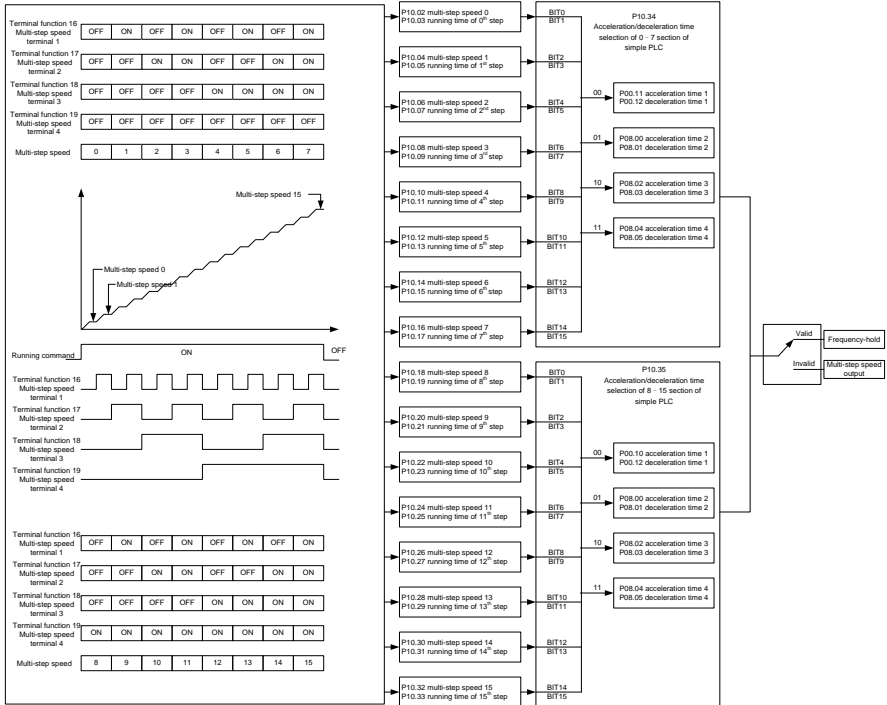 Terminal function 16
Multi-step speed
terminal 1
OFF ON OFF ON OFF ON OFF ON
Terminal function 17
Multi-step speed
terminal 2
OFF OFF ON ON OFF OFF ON ON
Terminal function 18
Multi-step speed
terminal 3
OFF OFF OFF OFF ON ON ON ON
Terminal function 19
Multi-step speed
terminal 4
OFF OFF OFF OFF OFF OFF OFF OFF
Multi-step speed
0 1 2 3 4 5 6 7
Multi-step speed 15
Multi-step speed 0
Multi-step speed 1
Running command
ON
OFF
Terminal function 16
Multi-step speed
terminal 1
Terminal function 17
Multi-step speed
terminal 2
Terminal function 18
Multi-step speed
terminal 3
Terminal function 19
Multi-step speed
terminal 4
Terminal function 16
Multi-step speed
terminal 1
OFF ON OFF ON OFF ON OFF ON
Terminal function 17
Multi-step speed
terminal 2
OFF OFF ON ON OFF OFF ON ON
Terminal function 18
Multi-step speed
terminal 3
OFF OFF OFF OFF ON ON ON ON
Terminal function 19
Multi-step speed
terminal 4
ON ON ON ON ON ON ON ON
Multi-step speed
8 9 10 11 12 13 14 15
P10.02 multi-step speed 0
P10.03 running time of 0th step
P10.04 multi-step speed 1
P10.05 running time of 1st step
P10.06 multi-step speed 2
P10.07 running time of 2nd step
P10.08 multi-step speed 3
P10.09 running time of 3rd step
P10.10 multi-step speed 4
P10.11 running time of 4th step
P10.12 multi-step speed 5
P10.13 running time of 5th step
P10.14 multi-step speed 6
P10.15 running time of 6th step
P10.16 multi-step speed 7
P10.17 running time of 7th step
P10.18 multi-step speed 8
P10.19 running time of 8th step
P10.20 multi-step speed 9
P10.21 running time of 9th step
P10.22 multi-step speed 10
P10.23 running time of 10th step
P10.24 multi-step speed 11
P10.25 running time of 11th step
P10.26 multi-step speed 12
P10.27 running time of 12th step
P10.28 multi-step speed 13
P10.29 running time of 13th step
P10.30 multi-step speed 14
P10.31 running time of 14th step
P10.32 multi-step speed 15
P10.33 running time of 15th step
BIT0
BIT1
BIT2
BIT3
BIT4
BIT5
BIT6
BIT7
BIT8
BIT9
BIT10
BIT11
BIT12
BIT13
BIT14
BIT15
P10.34
Acceleration/deceleration time
selection of 0 - 7 section of
simple PLC
00
P00.11 acceleration time 1
P00.12 deceleration time 1
01
P08.00 acceleration time 2
P08.01 deceleration time 2
10
P08.02 acceleration time 3
P08.03 deceleration time 3
11
P08.04 acceleration time 4
P08.05 deceleration time 4
BIT0
BIT1
BIT2
BIT3
BIT4
BIT5
BIT6
BIT7
BIT8
BIT9
BIT10
BIT11
BIT12
BIT13
BIT14
BIT15
P10.35
Acceleration/deceleration time
selection of 8 - 15 section of
simple PLC
00
P00.10 acceleration time 1
P00.12 deceleration time 1
01
P08.00 acceleration time 2
P08.01 deceleration time 2
10
P08.02 acceleration time 3
P08.03 deceleration time 3
11
P08.04 acceleration time 4
P08.05 deceleration time 4
Valid
Frequency-hold
Invalid
Multi-step speed
output